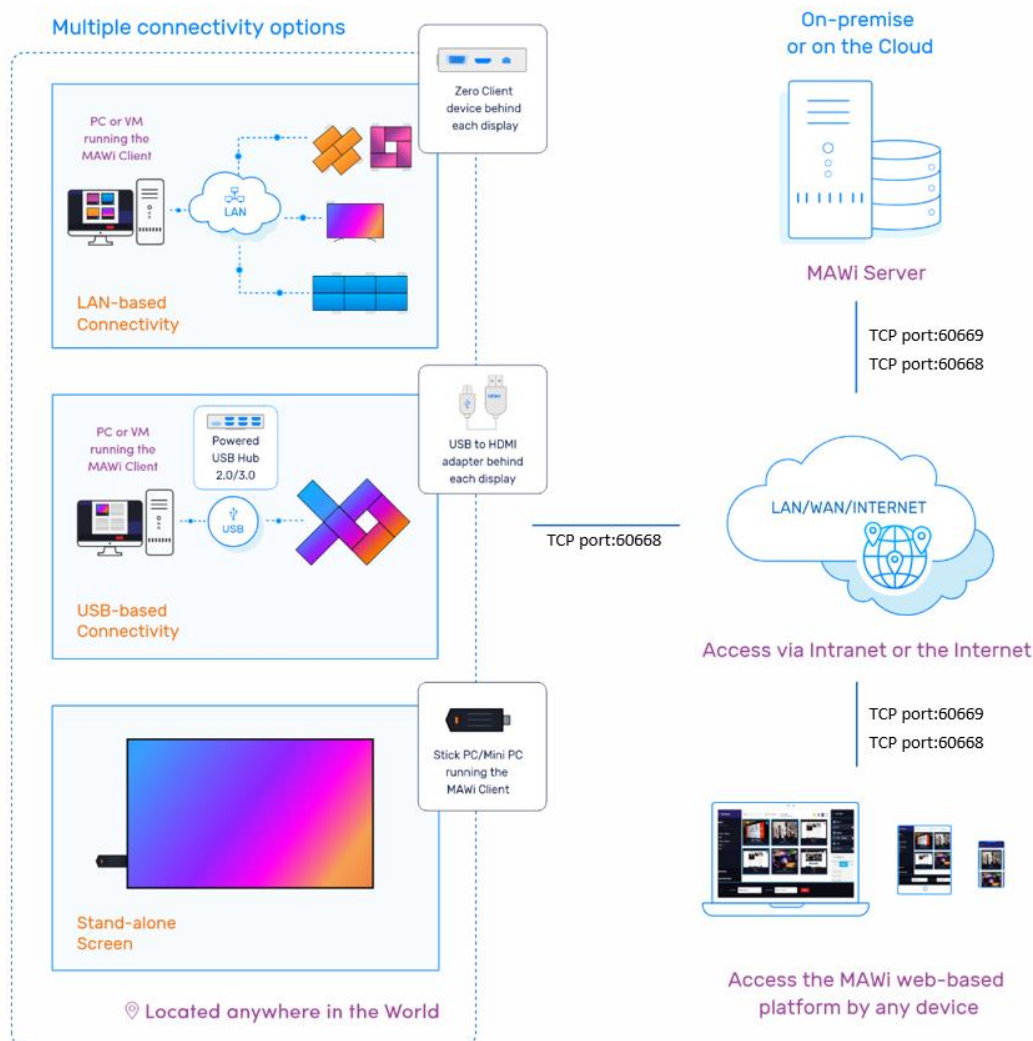 Multiple connectivity options
Zero Client
device behind
each display
PC or VM
running the
MAWi Client
LAN
LAN-based
Connectivity
USB to HDMI
adapter behind
each display
HDMI
PC or VM
running the
MAWi Client
Powered
USB Hub
2.0/3.0
USB
USB-based
Connectivity
Stick PC/Mini PC
running the
MAWi Client
Stand-alone
Screen
Located anywhere in the World
TCP port:60668
On-premise
or on the Cloud
MAWi Server
TCP port:60669
TCP port:60668
LAN/WAN/INTERNET
Access via Intranet or the Internet
TCP port:60669
TCP port:60668
Access the MAWi web-based
platform by any device